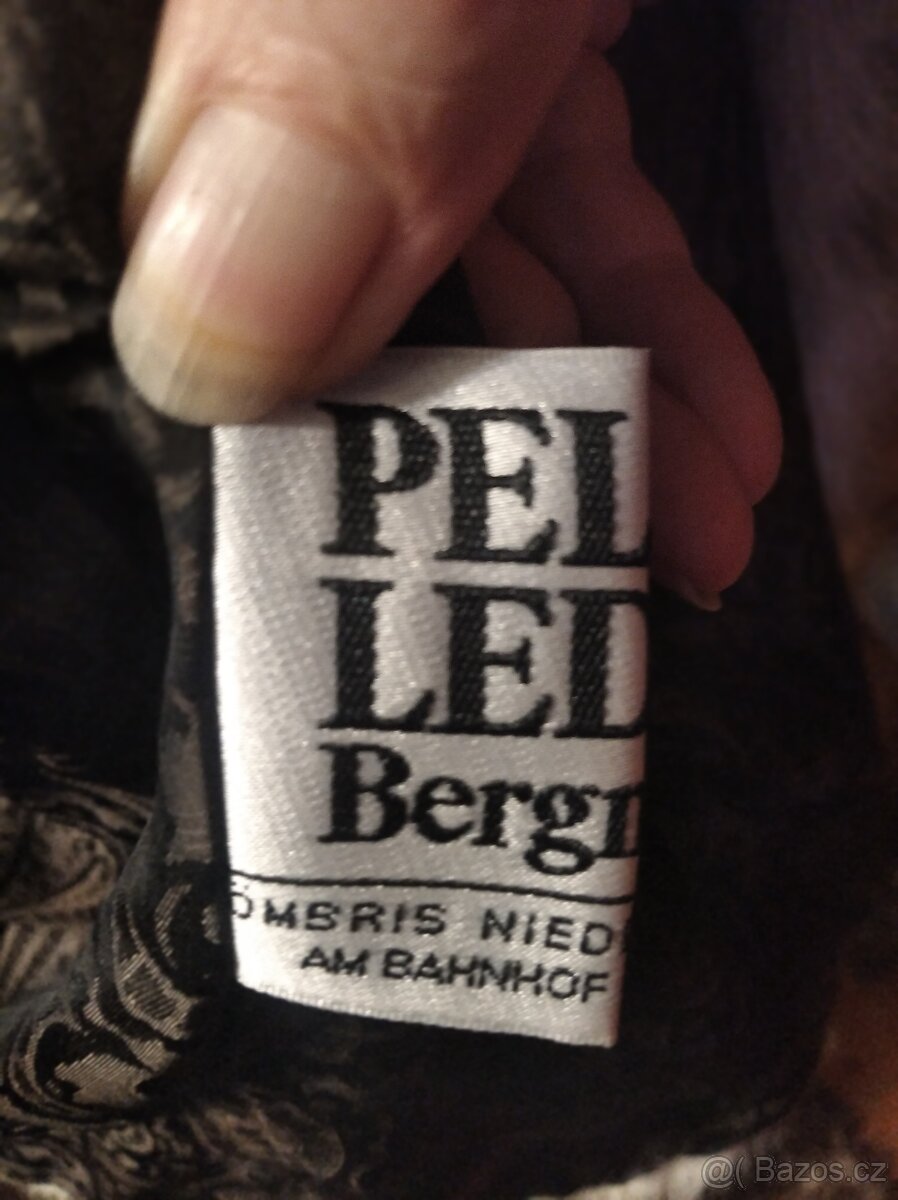 PEL
LED
Bergr
ÖMBRIS NIED
AM BAHNHOF
@( Bazos.cz